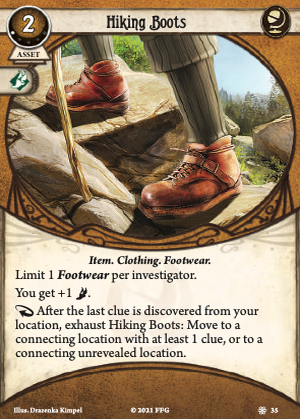 2
Hiking Boots
ASSET
Item. Clothing. Footwear.
Limit 1 Footwear per investigator.
You get +1 .
After the last clue is discovered from your
location, exhaust Hiking Boots: Move to a
connecting location with at least 1 clue, or to a
connecting unrevealed location.
Illus. Drazenka Kimpel
© 2021 FFG
35